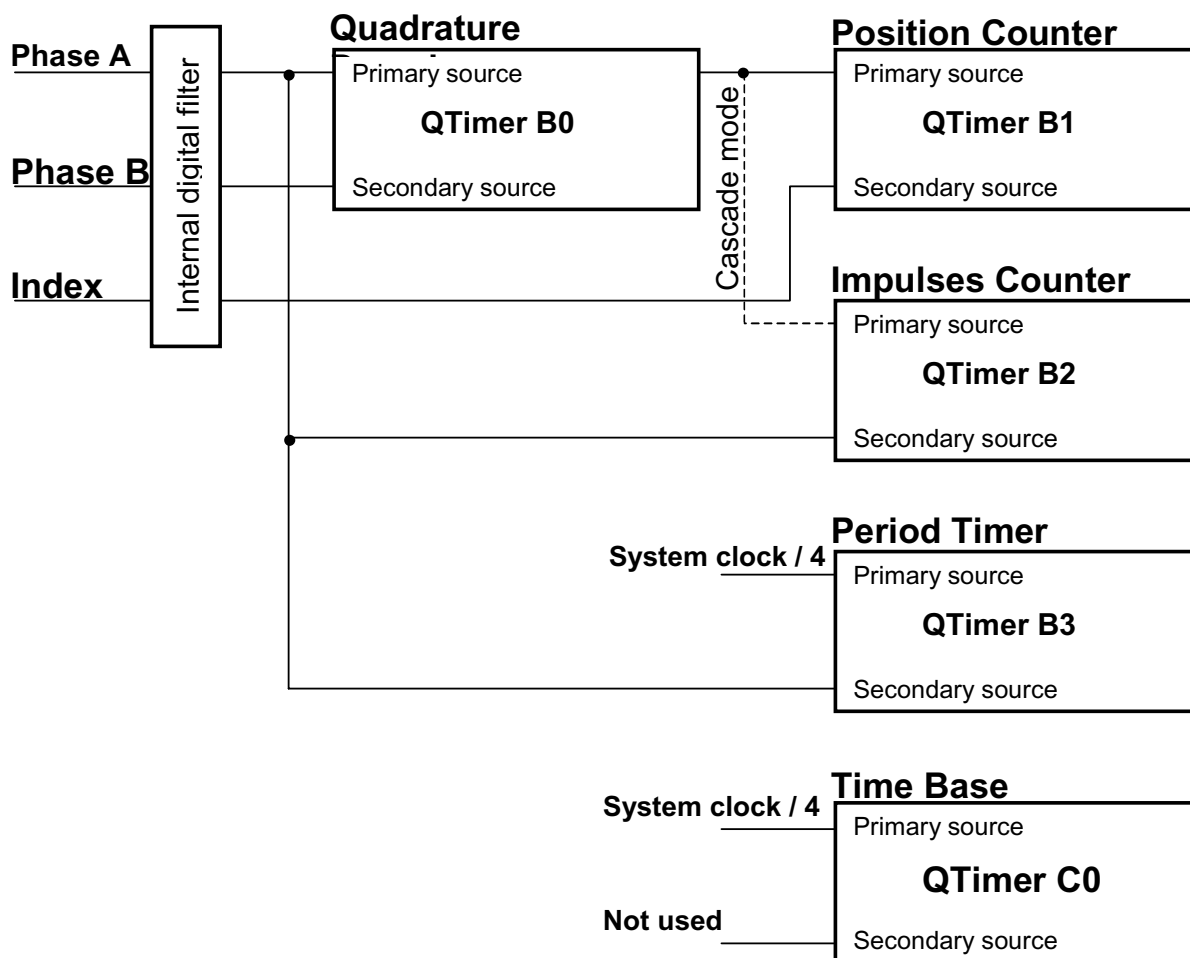 Quadrature
Phase A
Primary source
QTimer B0
Phase B
Secondary source
Index
Internal digital filter
Cascade mode
Position Counter
Primary source
QTimer B1
Secondary source
Impulses Counter
Primary source
QTimer B2
Secondary source
Period Timer
System clock / 4
Primary source
QTimer B3
Secondary source
Time Base
System clock / 4
Primary source
QTimer C0
Not used
Secondary source